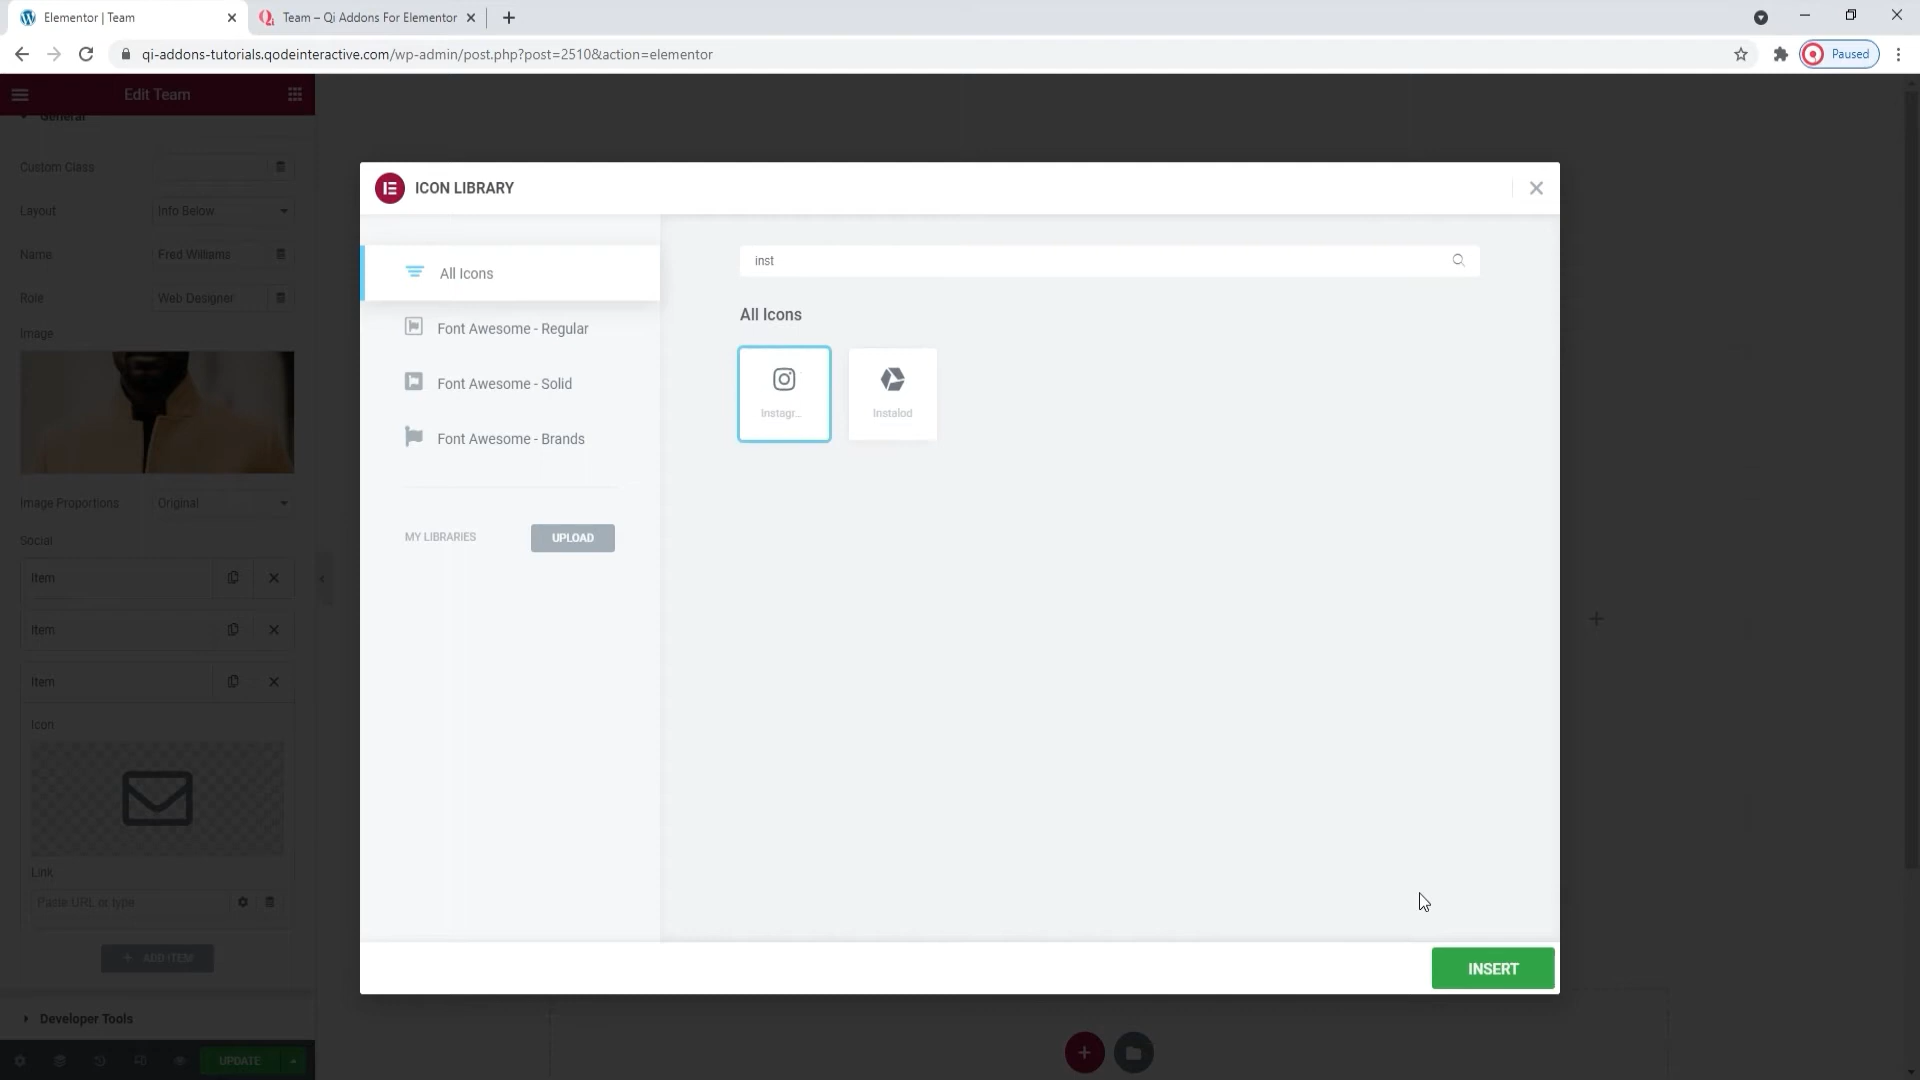 Elementor | Team
Team – Qi Addons For Elementor
qi-addons-tutorials.qodeinteractive.com/wp-admin/post.php?post=2510&action=elementor
Paused
Edit Team
General
Custom Class
Layout
Info Below
Name
Fred Williams
Role
Web Designer
Image
Image Proportions
Original
Social
Item
Item
Item
Icon
Link
Paste URL or type
ADD ITEM
Developer Tools
UPDATE
ICON LIBRARY
All Icons
Font Awesome - Regular
Font Awesome - Solid
Font Awesome - Brands
MY LIBRARIES
UPLOAD
inst
All Icons
Instagr...
Instalod
INSERT